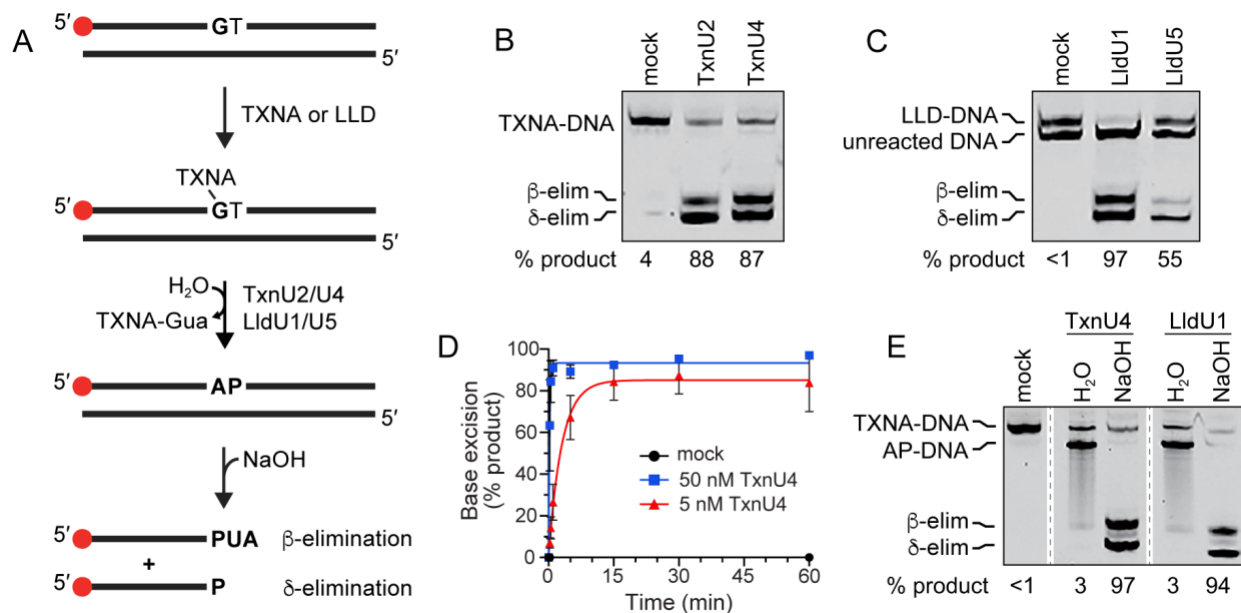 A
5′
GT
5′
TXNA or LLD
TXNA
5′
GT
5′
H₂O
TxnU2/U4
TXNA-Gua
LldU1/U5
5′
AP
5′
NaOH
5′
PUA
β-elimination
+
5′
P
δ-elimination
B
mock
TxnU2
TxnU4
TXNA-DNA
β-elim
δ-elim
% product
4
88
87
C
mock
LldU1
LldU5
LLD-DNA
unreacted DNA
β-elim
δ-elim
% product
<1
97
55
D
Base excision
(% product)
100
80
60
40
20
0
mock
50 nM TxnU4
5 nM TxnU4
0
15
30
45
60
Time (min)
E
TxnU4
LldU1
mock
H₂O
NaOH
H₂O
NaOH
TXNA-DNA
AP-DNA
β-elim
δ-elim
% product
<1
3
97
3
94